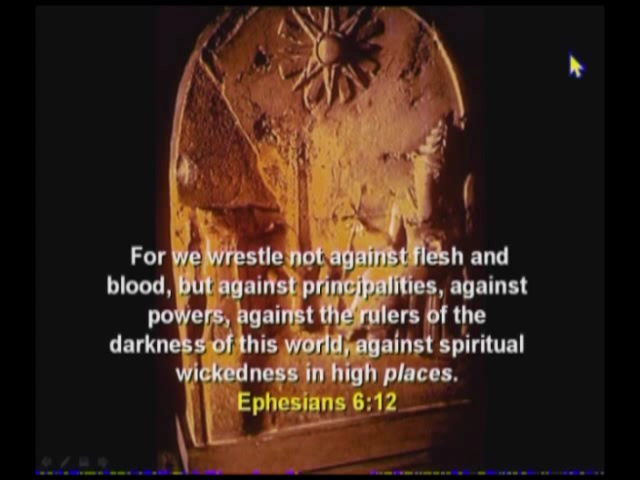 For we wrestle not against flesh and
blood, but against principalities, against
powers, against the rulers of the
darkness of this world, against spiritual
wickedness in high places.
Ephesians 6:12